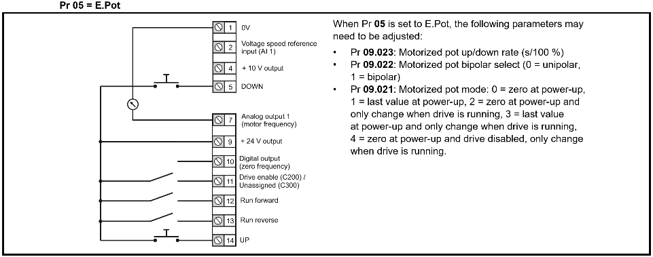 Pr 05 = E.Pot
1 0V
2 Voltage speed reference
input (AI 1)
4 + 10 V output
5 DOWN
7 Analog output 1
(motor frequency)
9 + 24 V output
10 Digital output
(zero frequency)
11 Drive enable (C200) /
Unassigned (C300)
12 Run forward
13 Run reverse
14 UP
When Pr 05 is set to E.Pot, the following parameters may
need to be adjusted:
• Pr 09.023: Motorized pot up/down rate (s/100 %)
• Pr 09.022: Motorized pot bipolar select (0 = unipolar,
1 = bipolar)
• Pr 09.021: Motorized pot mode: 0 = zero at power-up,
1 = last value at power-up, 2 = zero at power-up and
only change when drive is running, 3 = last value
at power-up and only change when drive is running,
4 = zero at power-up and drive disabled, only change
when drive is running.